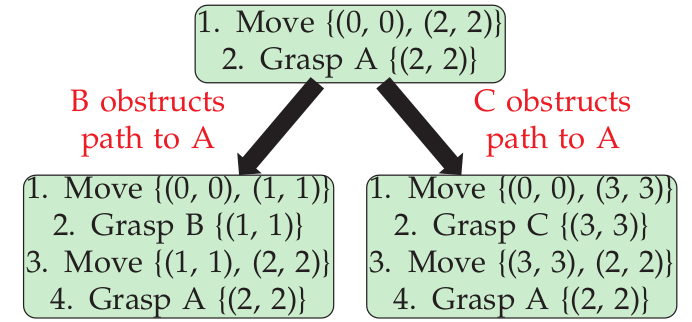 1. Move {(0, 0), (2, 2)}
2. Grasp A {(2, 2)}
B obstructs
path to A
C obstructs
path to A
1. Move {(0, 0), (1, 1)}
2. Grasp B {(1, 1)}
3. Move {(1, 1), (2, 2)}
4. Grasp A {(2, 2)}
1. Move {(0, 0), (3, 3)}
2. Grasp C {(3, 3)}
3. Move {(3, 3), (2, 2)}
4. Grasp A {(2, 2)}